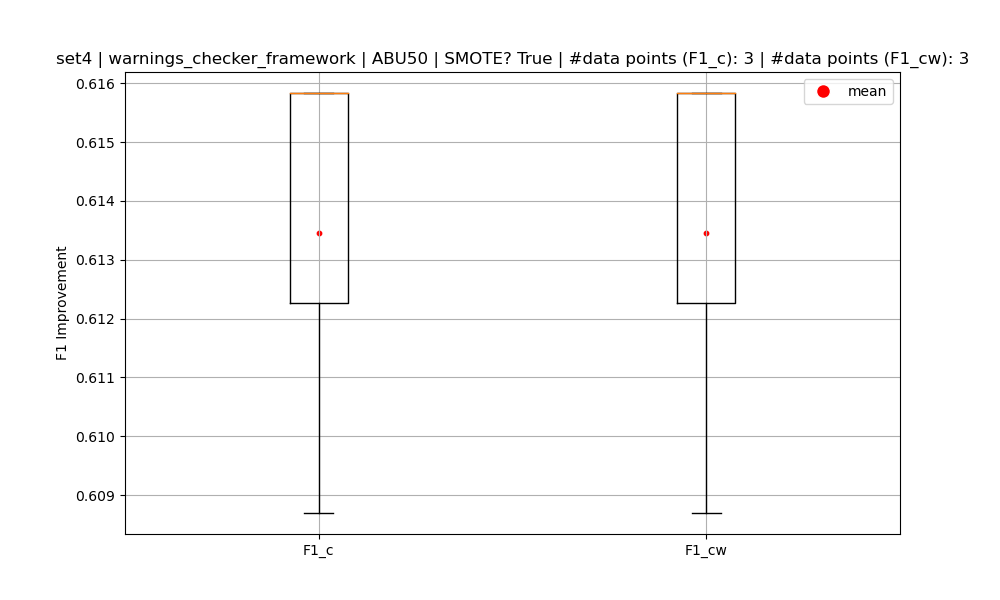 set4 | warnings_checker_framework | ABU50 | SMOTE? True | #data points (F1_c): 3 | #data points (F1_cw): 3
mean
F1 Improvement
0.616
0.615
0.614
0.613
0.612
0.611
0.610
0.609
F1_c
F1_cw